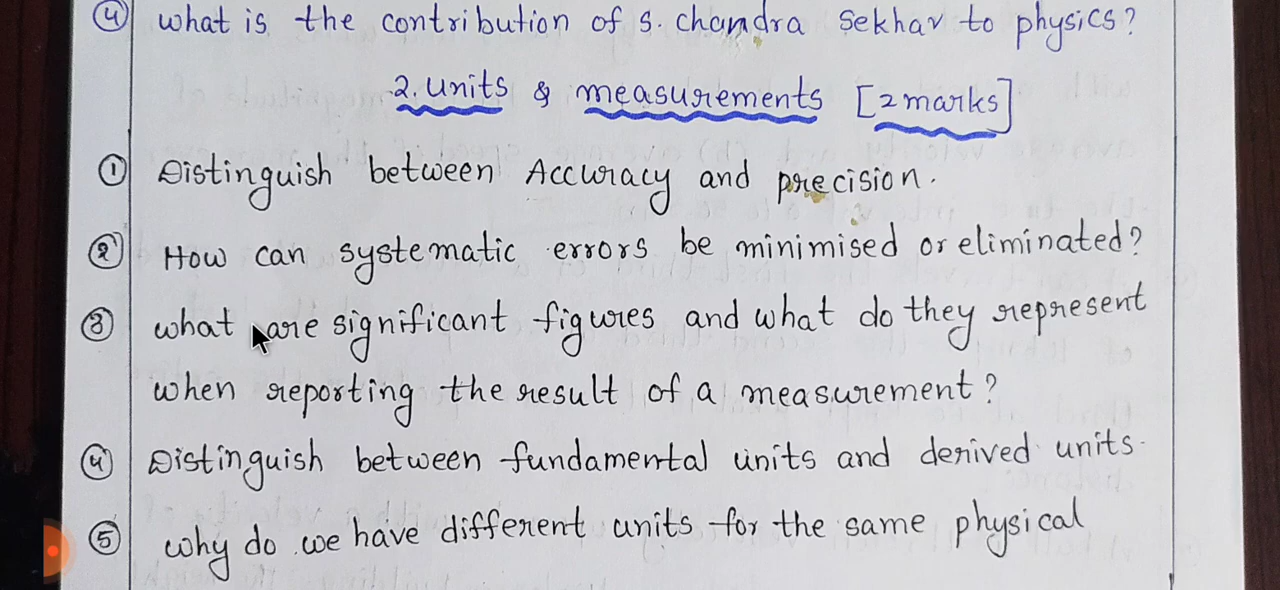 ④ what is the contribution of s. chandra sekhar to physics?
2. units & measurements [2 marks]
① Distinguish between Accuracy and precision.
② How can systematic errors be minimised or eliminated?
③ what are significant figures and what do they represent
when reporting the result of a measurement?
④ Distinguish between fundamental units and derived units.
⑤ why do we have different units for the same physical